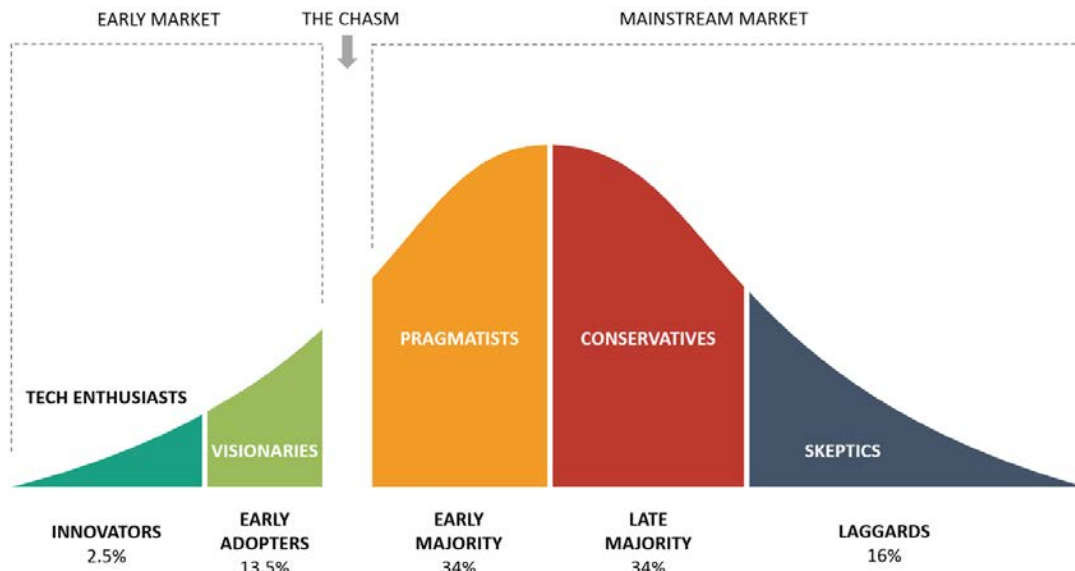 EARLY MARKET
THE CHASM
MAINSTREAM MARKET
PRAGMATISTS
CONSERVATIVES
TECH ENTHUSIASTS
VISIONARIES
SKEPTICS
INNOVATORS
2.5%
EARLY
ADOPTERS
13.5%
EARLY
MAJORITY
34%
LATE
MAJORITY
34%
LAGGARDS
16%